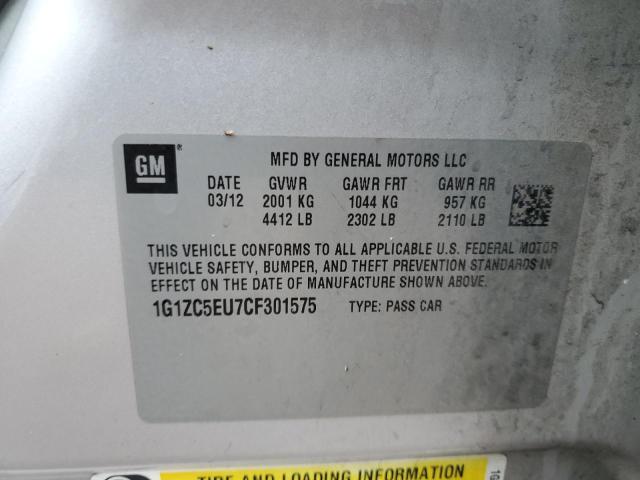 GM
MFD BY GENERAL MOTORS LLC
DATE GVWR GAWR FRT GAWR RR
03/12 2001 KG 1044 KG 957 KG
4412 LB 2302 LB 2110 LB
THIS VEHICLE CONFORMS TO ALL APPLICABLE U.S. FEDERAL MOTOR
VEHICLE SAFETY, BUMPER, AND THEFT PREVENTION STANDARDS IN
EFFECT ON THE DATE OF MANUFACTURE SHOWN ABOVE.
1G1ZC5EU7CF301575 TYPE: PASS CAR
TIRE AND LOADING INFORMATION